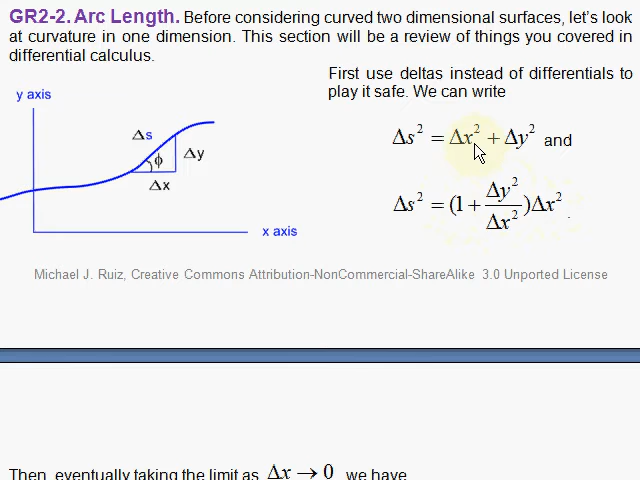 GR2-2. Arc Length. Before considering curved two dimensional surfaces, let's look
at curvature in one dimension. This section will be a review of things you covered in
differential calculus.
First use deltas instead of differentials to
play it safe. We can write
y axis
Δs
ϕ
Δy
Δx
x axis
Δs² = Δx² + Δy² and
Δs² = (1 + Δy²/Δx²)Δx² .
Michael J. Ruiz, Creative Commons Attribution-NonCommercial-ShareAlike 3.0 Unported License
Then, eventually taking the limit as Δx → 0 we have